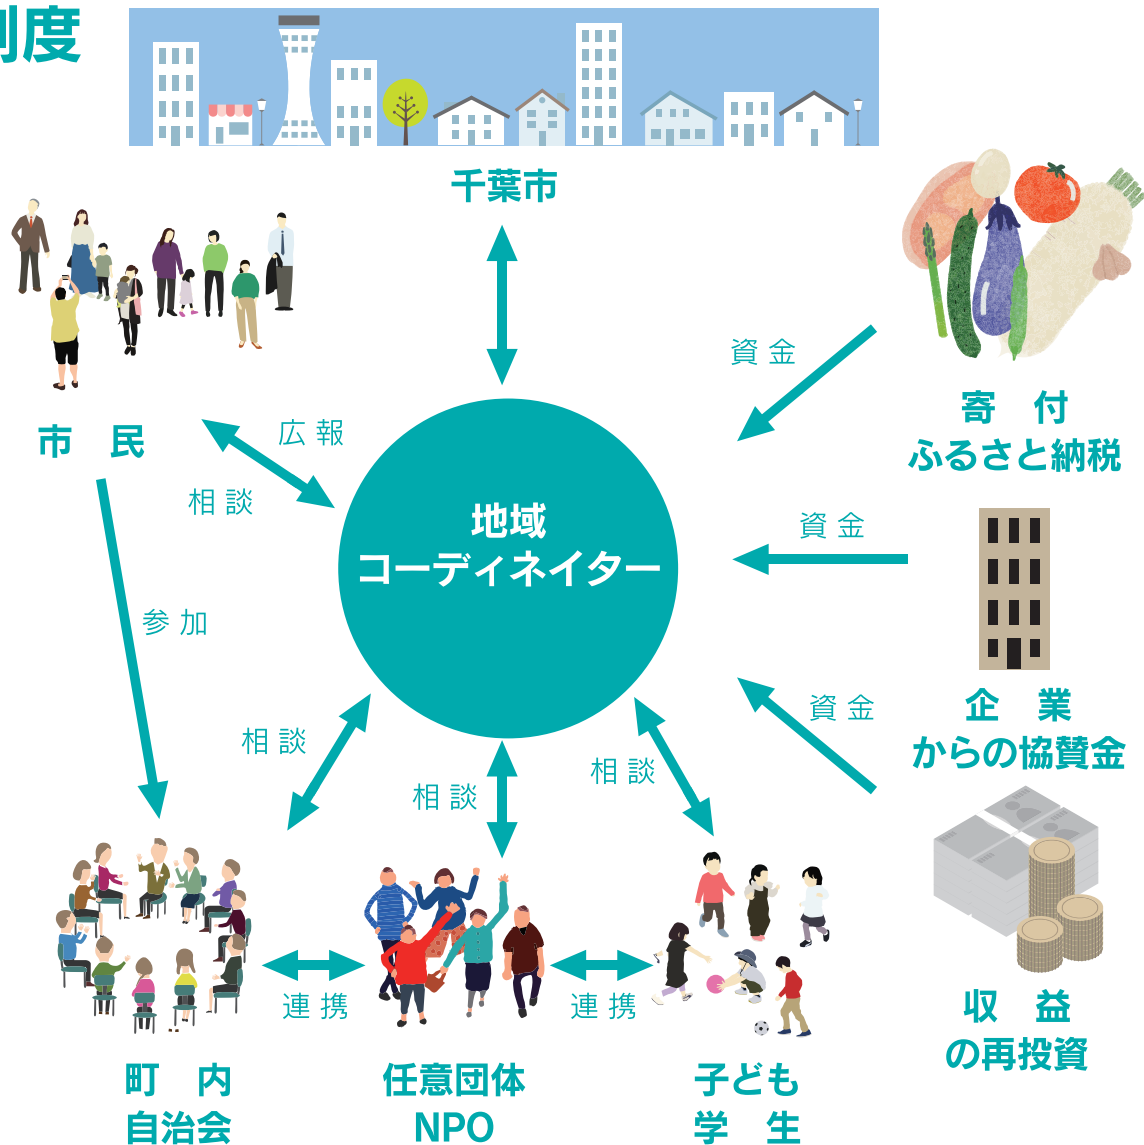 制度
千葉市
資金
寄 付
ふるさと納税
市 民
広報
相談
地域
コーディネイター
資金
参加
資金
企 業
からの協賛金
相談
相談
相談
連携
連携
収 益
の再投資
町 内
自治会
任意団体
NPO
子ども
学 生